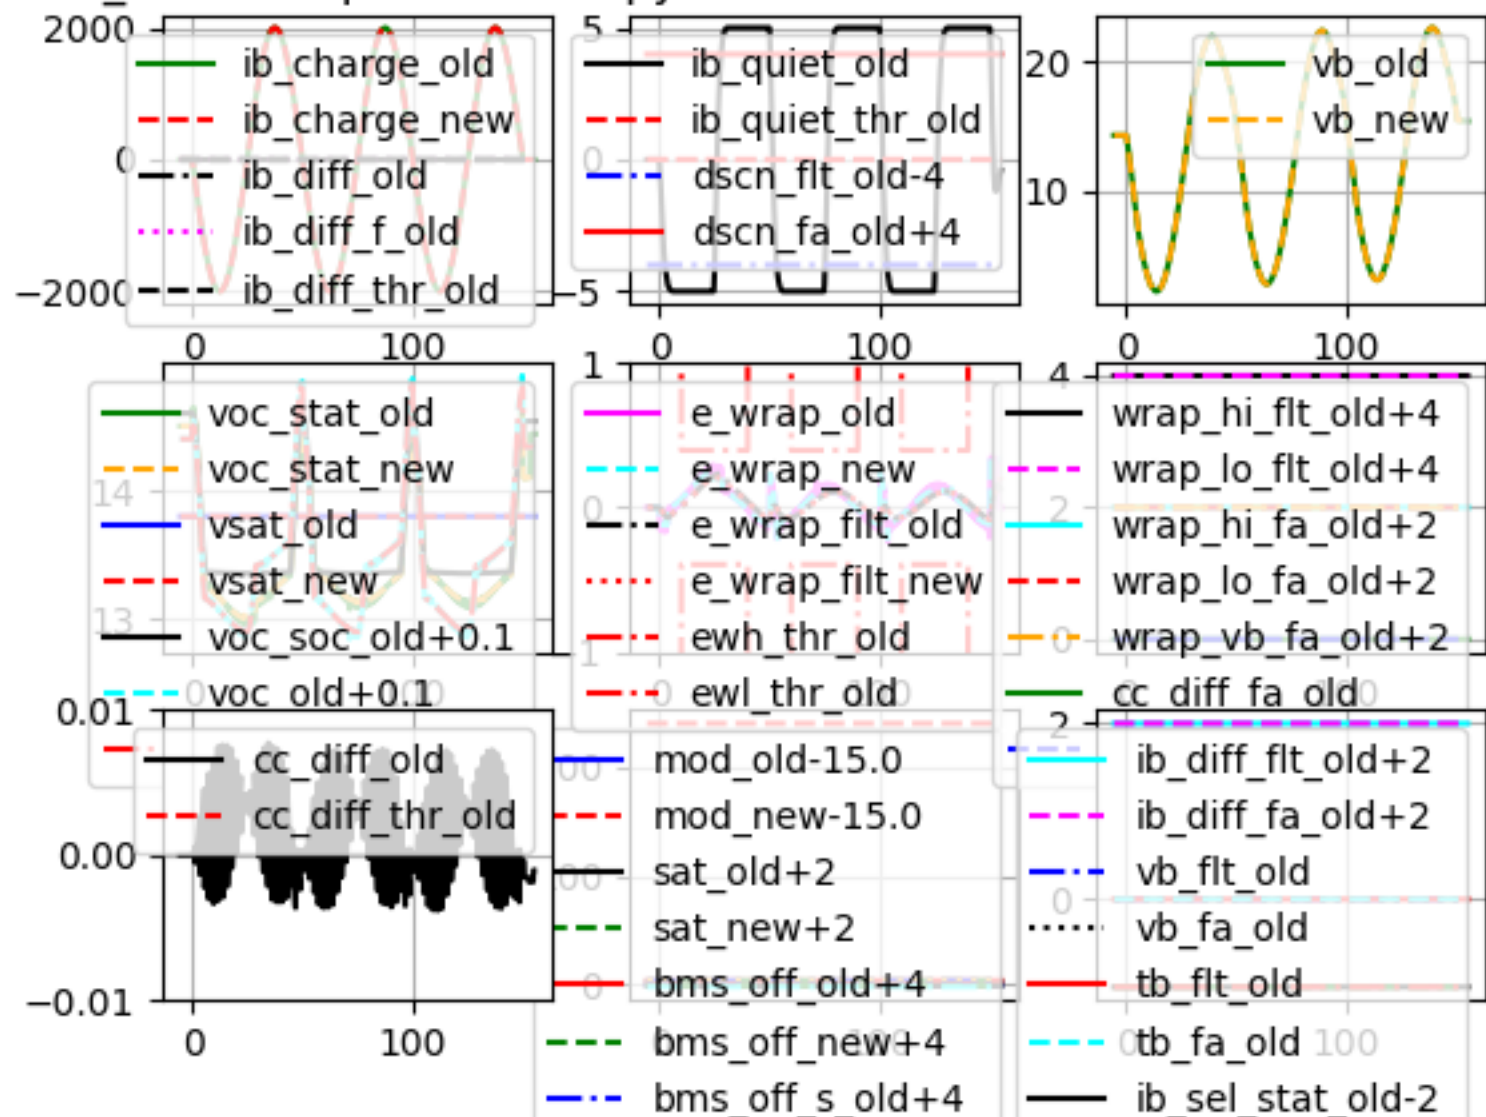 2000
0
−2000
0
100
ib_charge_old
ib_charge_new
ib_diff_old
ib_diff_f_old
ib_diff_thr_old
5
0
−5
0
100
ib_quiet_old
ib_quiet_thr_old
dscn_flt_old-4
dscn_fa_old+4
20
10
0
100
vb_old
vb_new
14
13
voc_stat_old
voc_stat_new
vsat_old
vsat_new
voc_soc_old+0.1
voc_old+0.1
1
0
e_wrap_old
e_wrap_new
e_wrap_filt_old
e_wrap_filt_new
ewh_thr_old
ewl_thr_old
4
2
0
wrap_hi_flt_old+4
wrap_lo_flt_old+4
wrap_hi_fa_old+2
wrap_lo_fa_old+2
wrap_vb_fa_old+2
cc_diff_fa_old
0.01
0.00
−0.01
0
100
cc_diff_old
cc_diff_thr_old
0
mod_old-15.0
mod_new-15.0
sat_old+2
sat_new+2
bms_off_old+4
bms_off_new+4
bms_off_s_old+4
2
0
0
100
ib_diff_flt_old+2
ib_diff_fa_old+2
vb_flt_old
vb_fa_old
tb_flt_old
tb_fa_old
ib_sel_stat_old-2